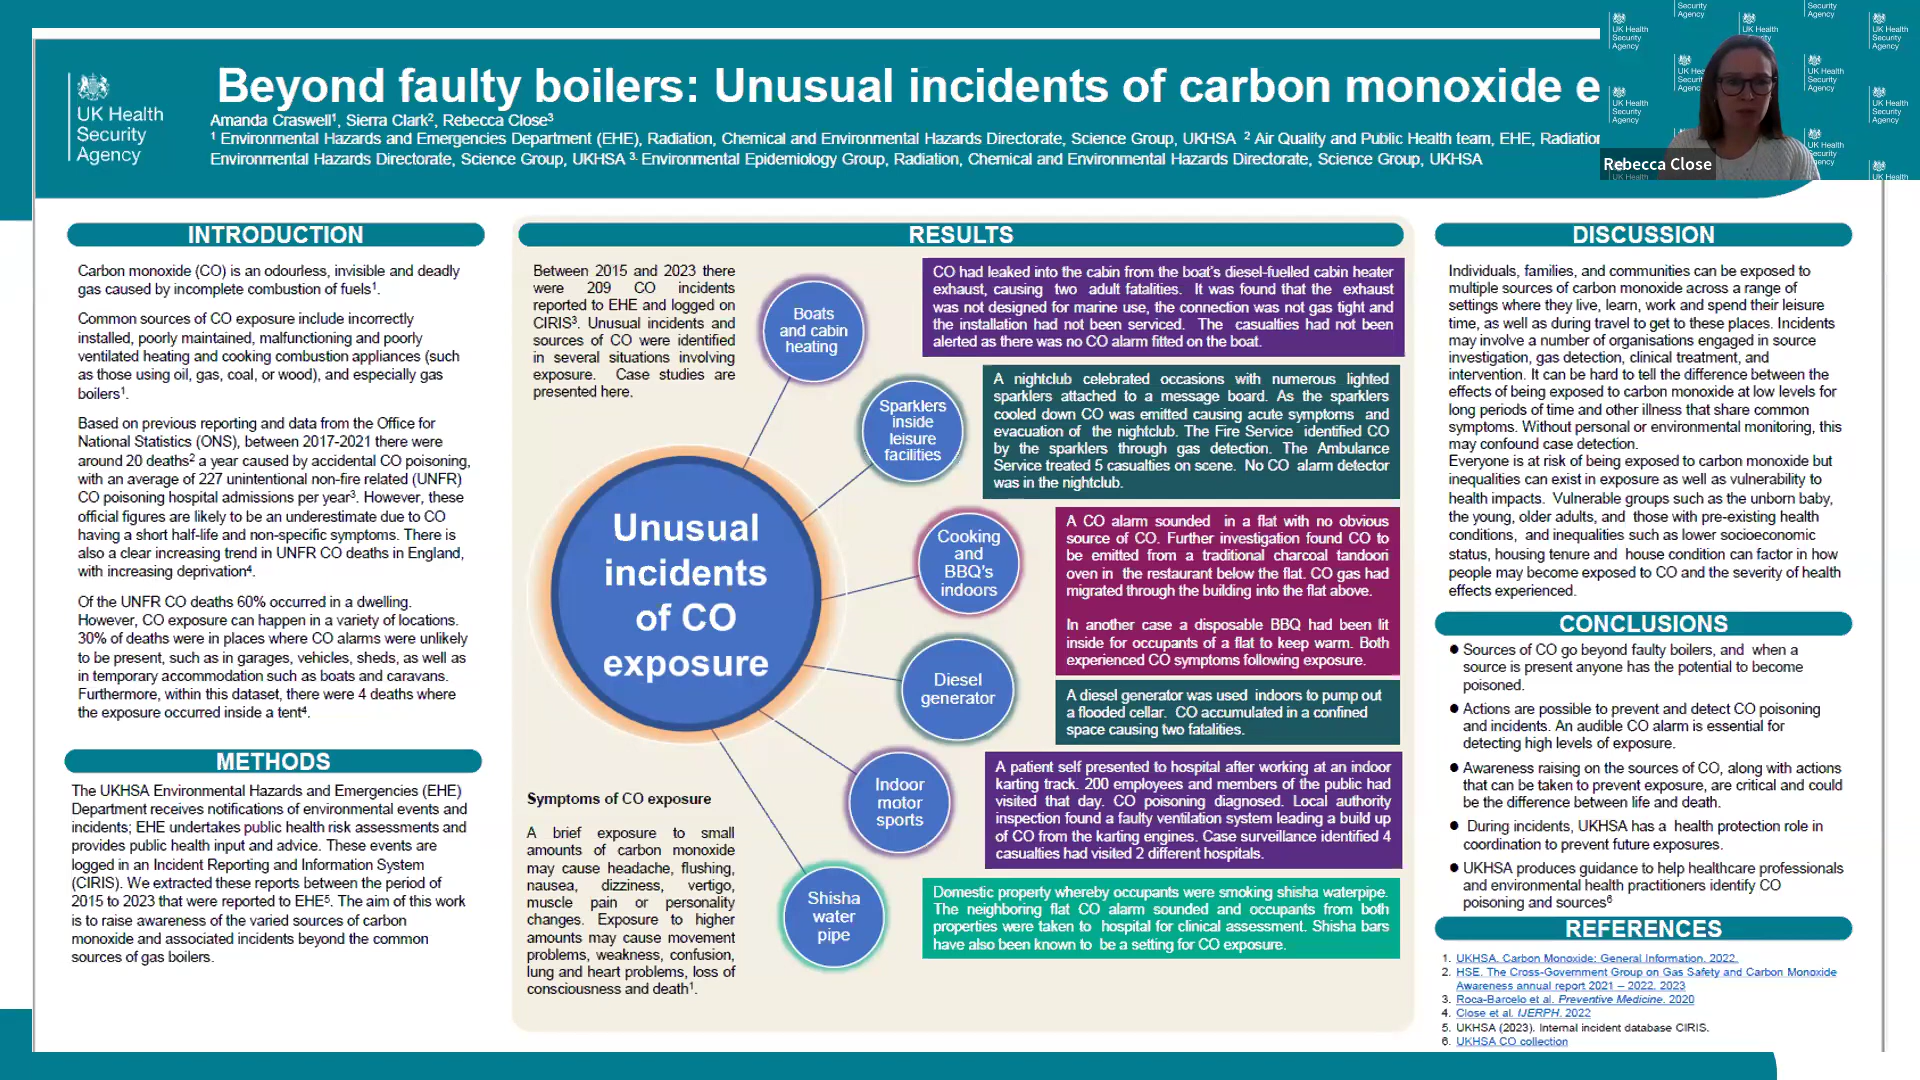 Beyond faulty boilers: Unusual incidents of carbon monoxide e
UK Health
Security
Agency
Amanda Craswell¹, Sierra Clark², Rebecca Close³
¹ Environmental Hazards and Emergencies Department (EHE), Radiation, Chemical and Environmental Hazards Directorate, Science Group, UKHSA ² Air Quality and Public Health team, EHE, Radiation
Environmental Hazards Directorate, Science Group, UKHSA ³· Environmental Epidemiology Group, Radiation, Chemical and Environmental Hazards Directorate, Science Group, UKHSA
Rebecca Close
INTRODUCTION
Carbon monoxide (CO) is an odourless, invisible and deadly
gas caused by incomplete combustion of fuels¹.
Common sources of CO exposure include incorrectly
installed, poorly maintained, malfunctioning and poorly
ventilated heating and cooking combustion appliances (such
as those using oil, gas, coal, or wood), and especially gas
boilers¹.
Based on previous reporting and data from the Office for
National Statistics (ONS), between 2017-2021 there were
around 20 deaths² a year caused by accidental CO poisoning,
with an average of 227 unintentional non-fire related (UNFR)
CO poisoning hospital admissions per year³. However, these
official figures are likely to be an underestimate due to CO
having a short half-life and non-specific symptoms. There is
also a clear increasing trend in UNFR CO deaths in England,
with increasing deprivation⁴.
Of the UNFR CO deaths 60% occurred in a dwelling.
However, CO exposure can happen in a variety of locations.
30% of deaths were in places where CO alarms were unlikely
to be present, such as in garages, vehicles, sheds, as well as
in temporary accommodation such as boats and caravans.
Furthermore, within this dataset, there were 4 deaths where
the exposure occurred inside a tent⁴.
METHODS
The UKHSA Environmental Hazards and Emergencies (EHE)
Department receives notifications of environmental events and
incidents; EHE undertakes public health risk assessments and
provides public health input and advice. These events are
logged in an Incident Reporting and Information System
(CIRIS). We extracted these reports between the period of
2015 to 2023 that were reported to EHE⁵. The aim of this work
is to raise awareness of the varied sources of carbon
monoxide and associated incidents beyond the common
sources of gas boilers.
RESULTS
Between 2015 and 2023 there
were 209 CO incidents
reported to EHE and logged on
CIRIS³. Unusual incidents and
sources of CO were identified
in several situations involving
exposure. Case studies are
presented here.
Unusual
incidents
of CO
exposure
Boats
and cabin
heating
CO had leaked into the cabin from the boat's diesel-fuelled cabin heater
exhaust, causing two adult fatalities. It was found that the exhaust
was not designed for marine use, the connection was not gas tight and
the installation had not been serviced. The casualties had not been
alerted as there was no CO alarm fitted on the boat.
Sparklers
inside
leisure
facilities
A nightclub celebrated occasions with numerous lighted
sparklers attached to a message board. As the sparklers
cooled down CO was emitted causing acute symptoms and
evacuation of the nightclub. The Fire Service identified CO
by the sparklers through gas detection. The Ambulance
Service treated 5 casualties on scene. No CO alarm detector
was in the nightclub.
Cooking
and
BBQ's
indoors
A CO alarm sounded in a flat with no obvious
source of CO. Further investigation found CO to
be emitted from a traditional charcoal tandoori
oven in the restaurant below the flat. CO gas had
migrated through the building into the flat above.
In another case a disposable BBQ had been lit
inside for occupants of a flat to keep warm. Both
experienced CO symptoms following exposure.
Diesel
generator
A diesel generator was used indoors to pump out
a flooded cellar. CO accumulated in a confined
space causing two fatalities.
Indoor
motor
sports
A patient self presented to hospital after working at an indoor
karting track. 200 employees and members of the public had
visited that day. CO poisoning diagnosed. Local authority
inspection found a faulty ventilation system leading a build up
of CO from the karting engines. Case surveillance identified 4
casualties had visited 2 different hospitals.
Shisha
water
pipe
Domestic property whereby occupants were smoking shisha waterpipe.
The neighboring flat CO alarm sounded and occupants from both
properties were taken to hospital for clinical assessment. Shisha bars
have also been known to be a setting for CO exposure.
Symptoms of CO exposure
A brief exposure to small
amounts of carbon monoxide
may cause headache, flushing,
nausea, dizziness, vertigo,
muscle pain or personality
changes. Exposure to higher
amounts may cause movement
problems, weakness, confusion,
lung and heart problems, loss of
consciousness and death¹.
DISCUSSION
Individuals, families, and communities can be exposed to
multiple sources of carbon monoxide across a range of
settings where they live, learn, work and spend their leisure
time, as well as during travel to get to these places. Incidents
may involve a number of organisations engaged in source
investigation, gas detection, clinical treatment, and
intervention. It can be hard to tell the difference between the
effects of being exposed to carbon monoxide at low levels for
long periods of time and other illness that share common
symptoms. Without personal or environmental monitoring, this
may confound case detection.
Everyone is at risk of being exposed to carbon monoxide but
inequalities can exist in exposure as well as vulnerability to
health impacts. Vulnerable groups such as the unborn baby,
the young, older adults, and those with pre-existing health
conditions, and inequalities such as lower socioeconomic
status, housing tenure and house condition can factor in how
people may become exposed to CO and the severity of health
effects experienced.
CONCLUSIONS
● Sources of CO go beyond faulty boilers, and when a
source is present anyone has the potential to become
poisoned.
● Actions are possible to prevent and detect CO poisoning
and incidents. An audible CO alarm is essential for
detecting high levels of exposure.
● Awareness raising on the sources of CO, along with actions
that can be taken to prevent exposure, are critical and could
be the difference between life and death.
● During incidents, UKHSA has a health protection role in
coordination to prevent future exposures.
● UKHSA produces guidance to help healthcare professionals
and environmental health practitioners identify CO
poisoning and sources⁶
REFERENCES
1. UKHSA. Carbon Monoxide: General Information. 2022.
2. HSE. The Cross-Government Group on Gas Safety and Carbon Monoxide
Awareness annual report 2021 – 2022. 2023
3. Roca-Barcelo et al. Preventive Medicine. 2020
4. Close et al. IJERPH. 2022
5. UKHSA (2023). Internal incident database CIRIS.
6. UKHSA CO collection